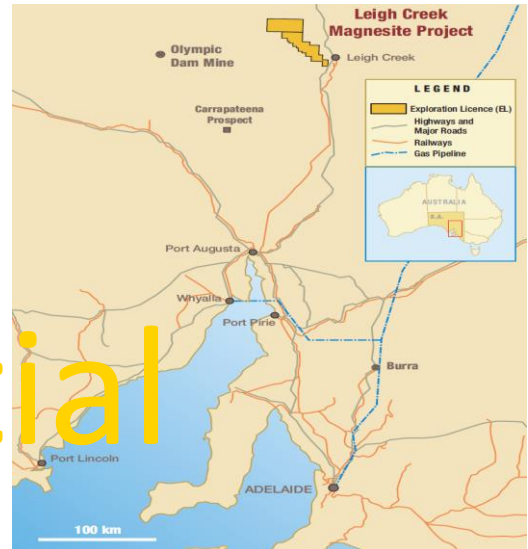 Leigh Creek
Magnesite Project
Olympic
Dam Mine
Leigh Creek
Carrapateena
Prospect
LEGEND
Exploration Licence (EL)
Highways and
Major Roads
Railways
Gas Pipeline
AUSTRALIA
S.A.
Port Augusta
Whyalla
Port Pirie
Burra
tial
Port Lincoln
ADELAIDE
100 km